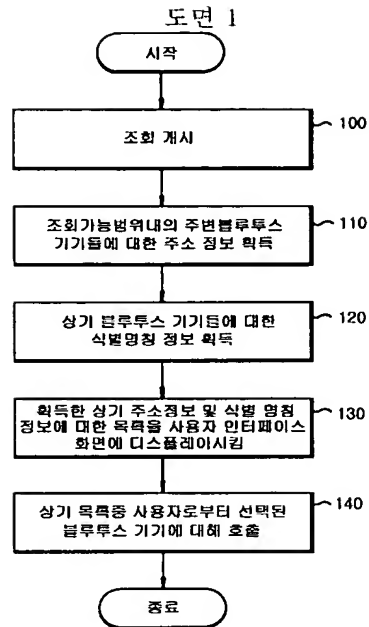 도면 1
시작
조회 개시
100
조회가능범위내의 주변블루투스
기기들에 대한 주소 정보 획득
110
상기 블루투스 기기들에 대한
식별명칭 정보 획득
120
획득한 상기 주소정보 및 식별 명칭
정보에 대한 목록을 사용자 인터페이스
화면에 디스플레이시킴
130
상기 목록중 사용자로부터 선택된
블루투스 기기에 대해 호출
140
종료